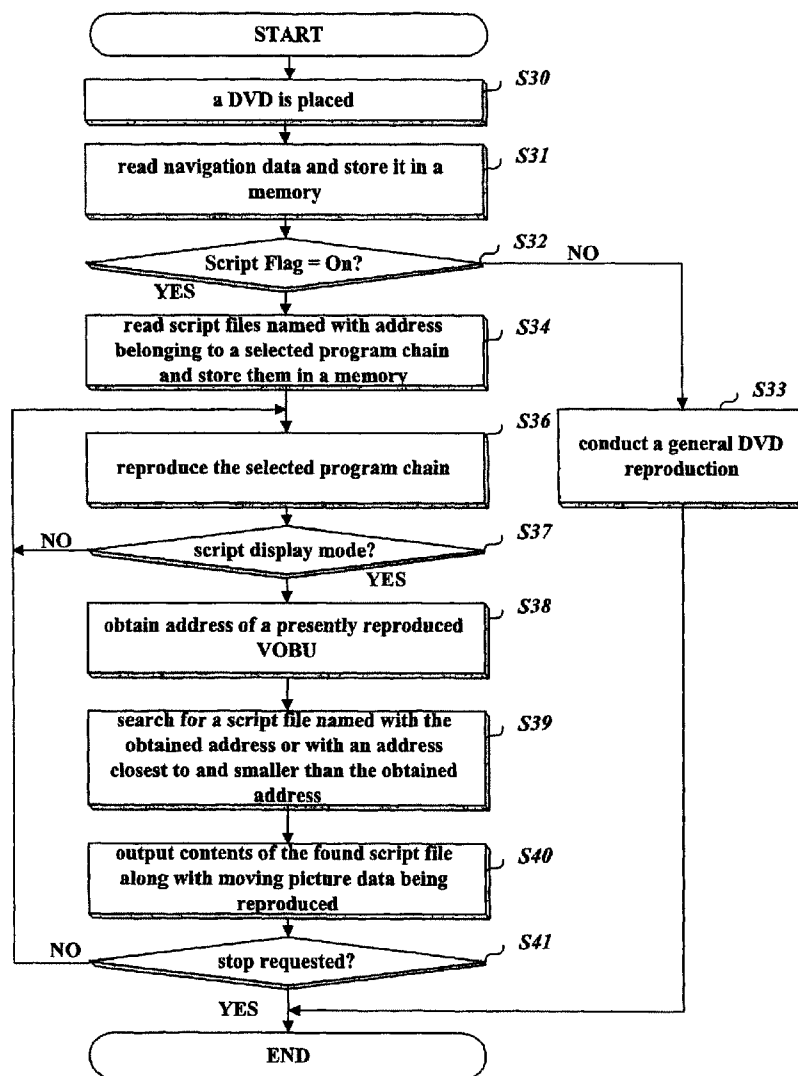 START
S30
a DVD is placed
S31
read navigation data and store it in a
memory
S32
Script Flag = On?
NO
YES
S34
read script files named with address
belonging to a selected program chain
and store them in a memory
S33
conduct a general DVD
reproduction
S36
reproduce the selected program chain
S37
NO
script display mode?
YES
S38
obtain address of a presently reproduced
VOBU
S39
search for a script file named with the
obtained address or with an address
closest to and smaller than the obtained
address
S40
output contents of the found script file
along with moving picture data being
reproduced
S41
NO
stop requested?
YES
END